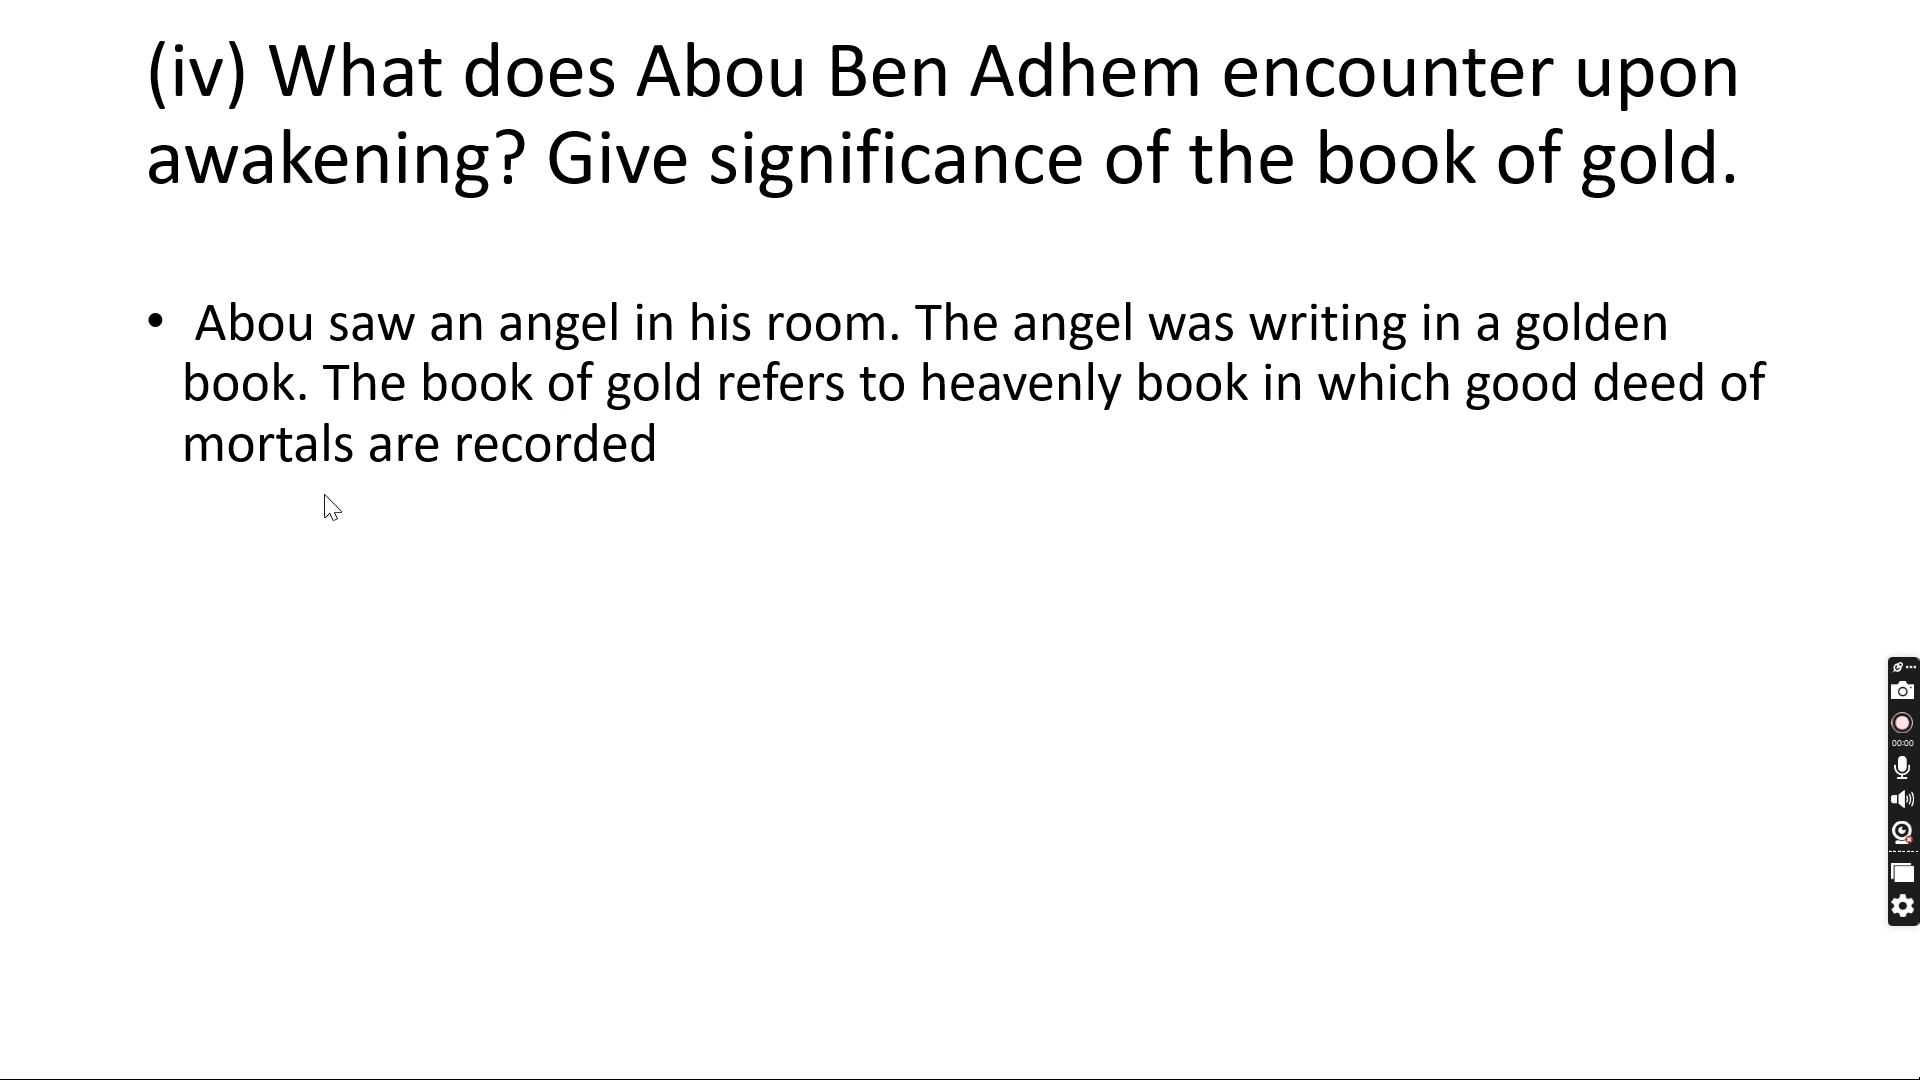 (iv) What does Abou Ben Adhem encounter upon
awakening? Give significance of the book of gold.
• Abou saw an angel in his room. The angel was writing in a golden
book. The book of gold refers to heavenly book in which good deed of
mortals are recorded
00:00